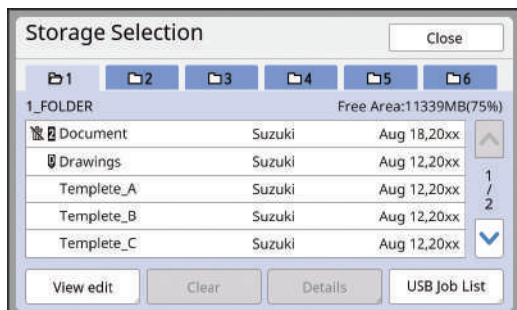 Storage Selection
Close
1 2 3 4 5 6
1_FOLDER Free Area:11339MB(75%)
2 Document Suzuki Aug 18,20xx
Drawings Suzuki Aug 12,20xx
Templete_A Suzuki Aug 12,20xx
Templete_B Suzuki Aug 12,20xx
Templete_C Suzuki Aug 12,20xx
1
/
2
View edit Clear Details USB Job List